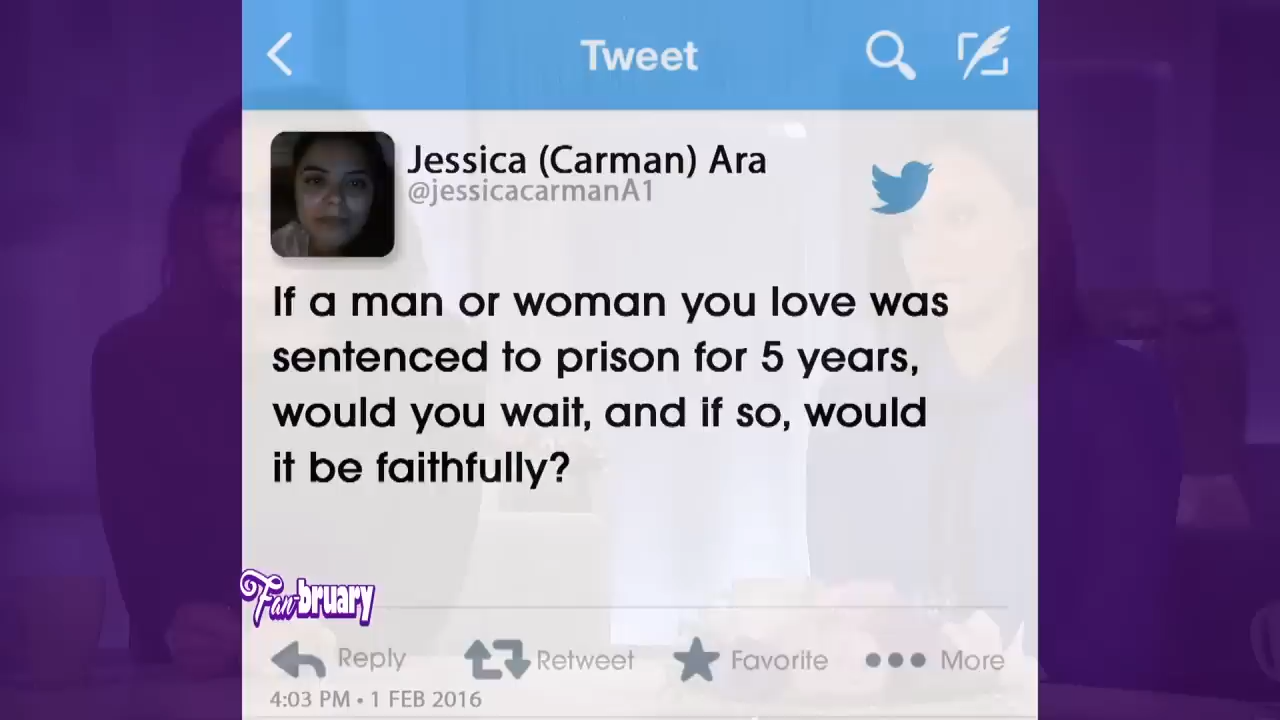 Tweet
Jessica (Carman) Ara
@jessicacarmanA1
If a man or woman you love was
sentenced to prison for 5 years,
would you wait, and if so, would
it be faithfully?
Fan-bruary
Reply Retweet Favorite More
4:03 PM • 1 FEB 2016